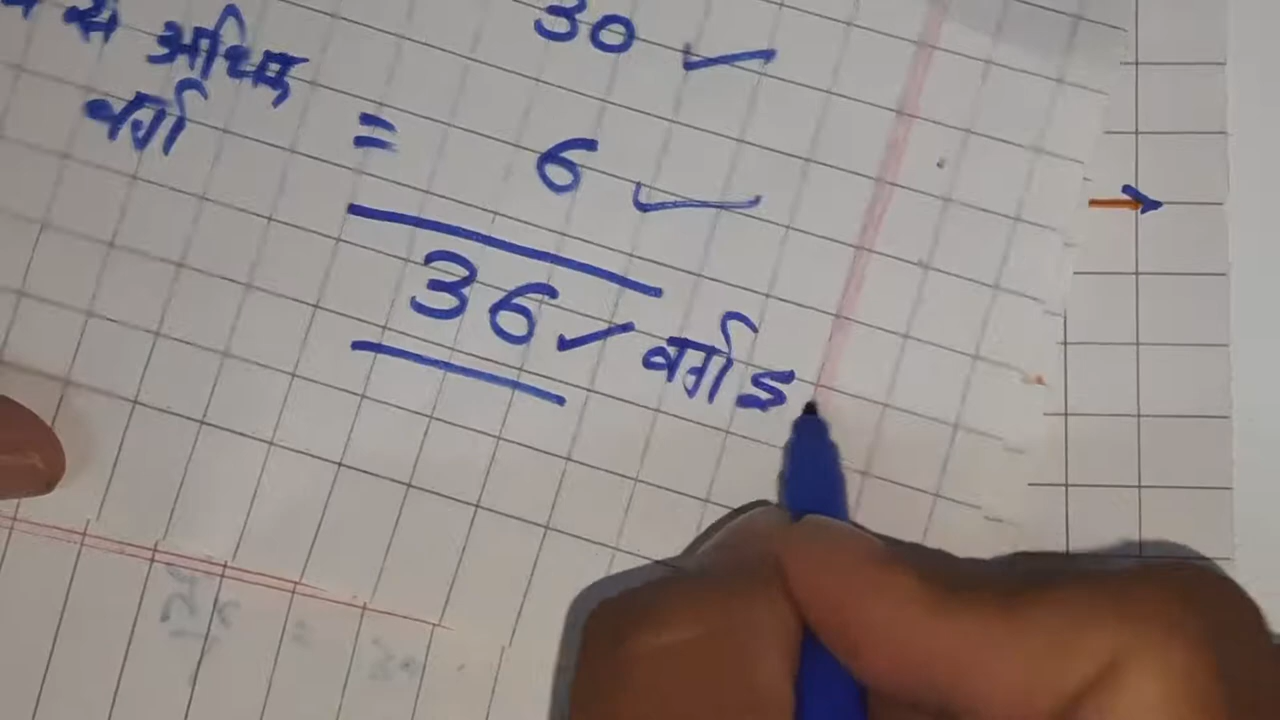 30
से अधिक
वर्ग = 6
36 वर्ग इ